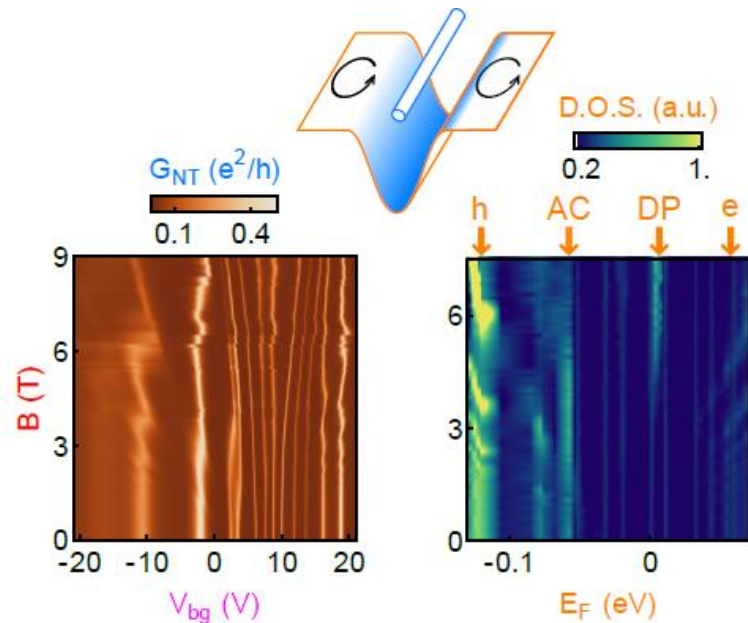 D.O.S. (a.u.)
0.2 1.
G_NT (e²/h)
0.1 0.4
h AC DP e
9
6
3
0
B (T)
-20 -10 0 10 20
V_bg (V)
6
3
0
-0.1 0
E_F (eV)